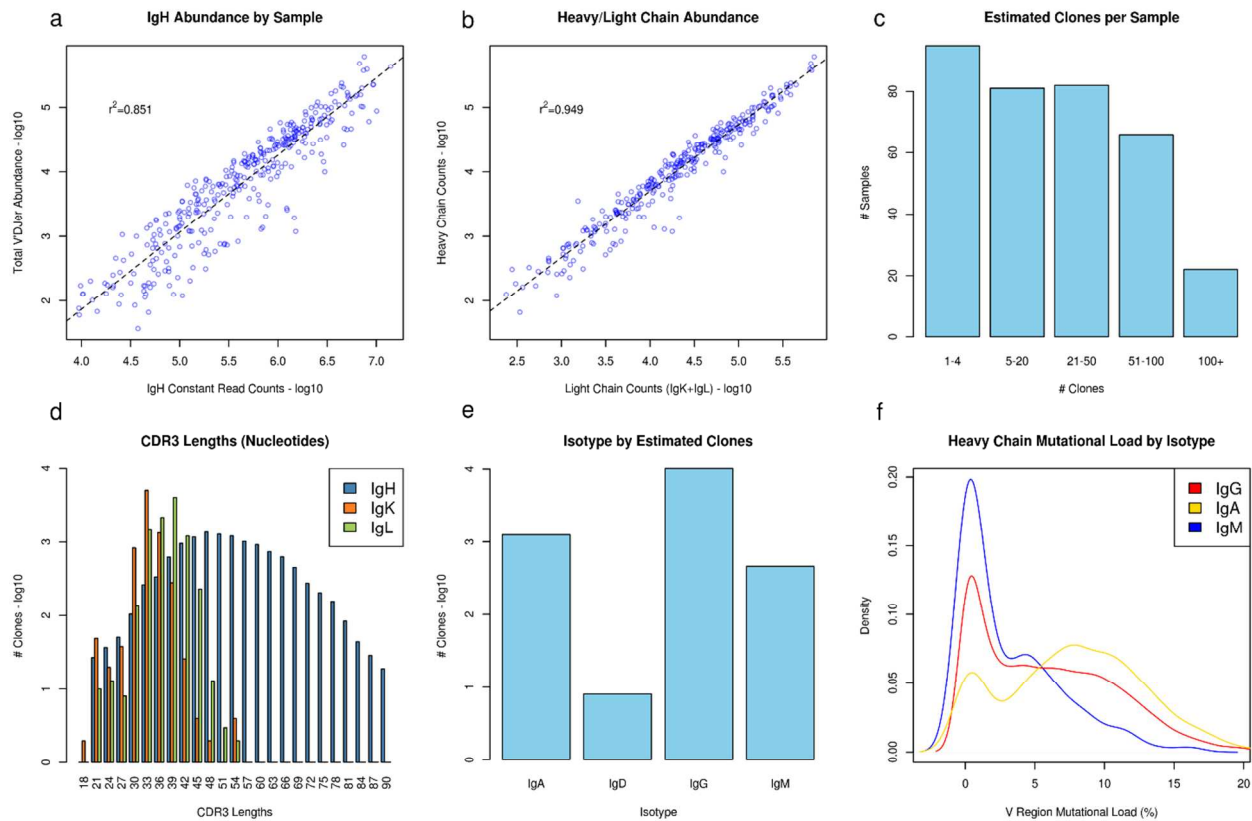 a
IgH Abundance by Sample
r²=0.851
Total V'DJer Abundance - log10
5
4
3
2
4.0 4.5 5.0 5.5 6.0 6.5 7.0
IgH Constant Read Counts - log10
b
Heavy/Light Chain Abundance
r²=0.949
Heavy Chain Counts - log10
5
4
3
2
2.5 3.0 3.5 4.0 4.5 5.0 5.5
Light Chain Counts (IgK+IgL) - log10
c
Estimated Clones per Sample
# Samples
80
60
40
20
0
1-4 5-20 21-50 51-100 100+
# Clones
d
CDR3 Lengths (Nucleotides)
IgH
IgK
IgL
# Clones - log10
4
3
2
1
0
18 21 24 27 30 33 36 39 42 45 48 51 54 57 60 63 66 69 72 75 78 81 84 87 90
CDR3 Lengths
e
Isotype by Estimated Clones
# Clones - log10
4
3
2
1
0
IgA IgD IgG IgM
Isotype
f
Heavy Chain Mutational Load by Isotype
IgG
IgA
IgM
Density
0.20
0.15
0.10
0.05
0.00
0 5 10 15 20
V Region Mutational Load (%)